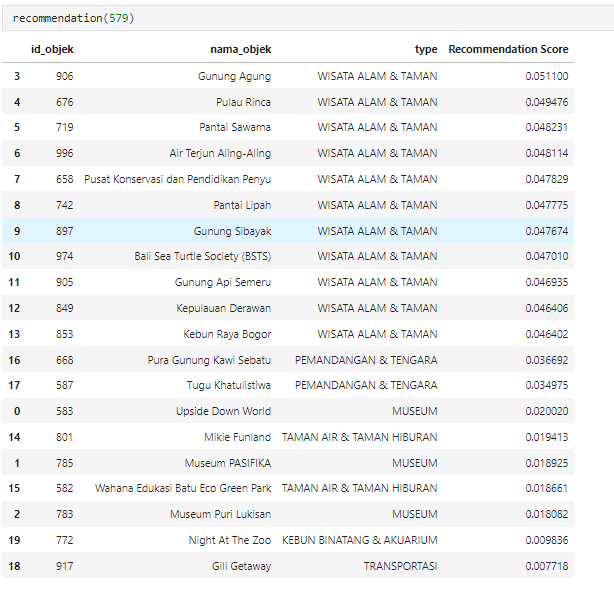 recommendation(579)
id_objek nama_objek type Recommendation Score
3 906 Gunung Agung WISATA ALAM & TAMAN 0.051100
4 676 Pulau Rinca WISATA ALAM & TAMAN 0.049476
5 719 Pantai Sawarna WISATA ALAM & TAMAN 0.048231
6 996 Air Terjun Aling-Aling WISATA ALAM & TAMAN 0.048114
7 658 Pusat Konservasi dan Pendidikan Penyu WISATA ALAM & TAMAN 0.047829
8 742 Pantai Lipah WISATA ALAM & TAMAN 0.047775
9 897 Gunung Sibayak WISATA ALAM & TAMAN 0.047674
10 974 Bali Sea Turtle Society (BSTS) WISATA ALAM & TAMAN 0.047010
11 905 Gunung Api Semeru WISATA ALAM & TAMAN 0.046935
12 849 Kepulauan Derawan WISATA ALAM & TAMAN 0.046406
13 853 Kebun Raya Bogor WISATA ALAM & TAMAN 0.046402
16 668 Pura Gunung Kawi Sebatu PEMANDANGAN & TENGARA 0.036692
17 587 Tugu Khatulistiwa PEMANDANGAN & TENGARA 0.034975
0 583 Upside Down World MUSEUM 0.020020
14 801 Mikie Funland TAMAN AIR & TAMAN HIBURAN 0.019413
1 785 Museum PASIFIKA MUSEUM 0.018925
15 582 Wahana Edukasi Batu Eco Green Park TAMAN AIR & TAMAN HIBURAN 0.018661
2 783 Museum Puri Lukisan MUSEUM 0.018082
19 772 Night At The Zoo KEBUN BINATANG & AKUARIUM 0.009836
18 917 Gili Getaway TRANSPORTASI 0.007718